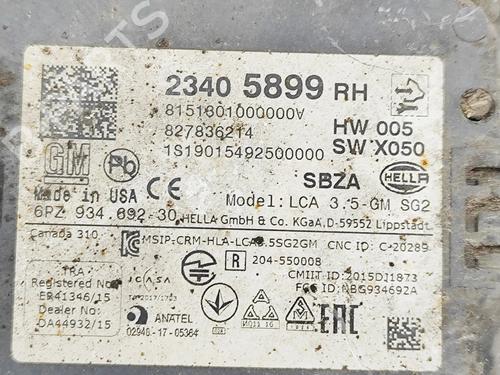 2340 5899 RH
8151601000000V
827836214
HW 005
1S19015492500000
SW X050
GM
Pb
SBZA
HELLA
Made in USA
CE
Model: LCA 3.5-GM SG2
6PZ 934 692-30 HELLA GmbH & Co. KGaA, D-59552 Lippstadt
Canada 310
MSIP-CRM-HLA-LCA3.5SG2GM
CNC ID: C-20289
TRA
Registered No:
ER41346/15
Dealer No:
DA44932/15
ICASA
R
204-550008
CMIIT ID: 2015DJ1873
FCC ID: NBG934692A
ANATEL
02946-17-05364
EAC